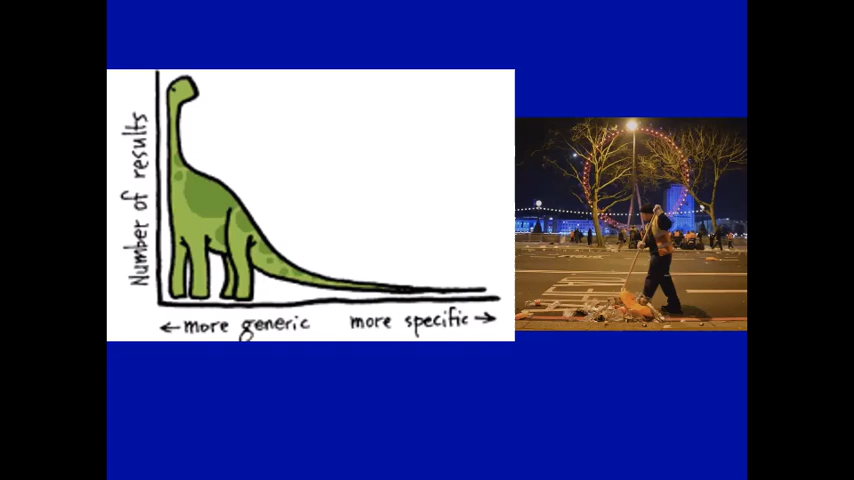 Number of results
←more generic
more specific→